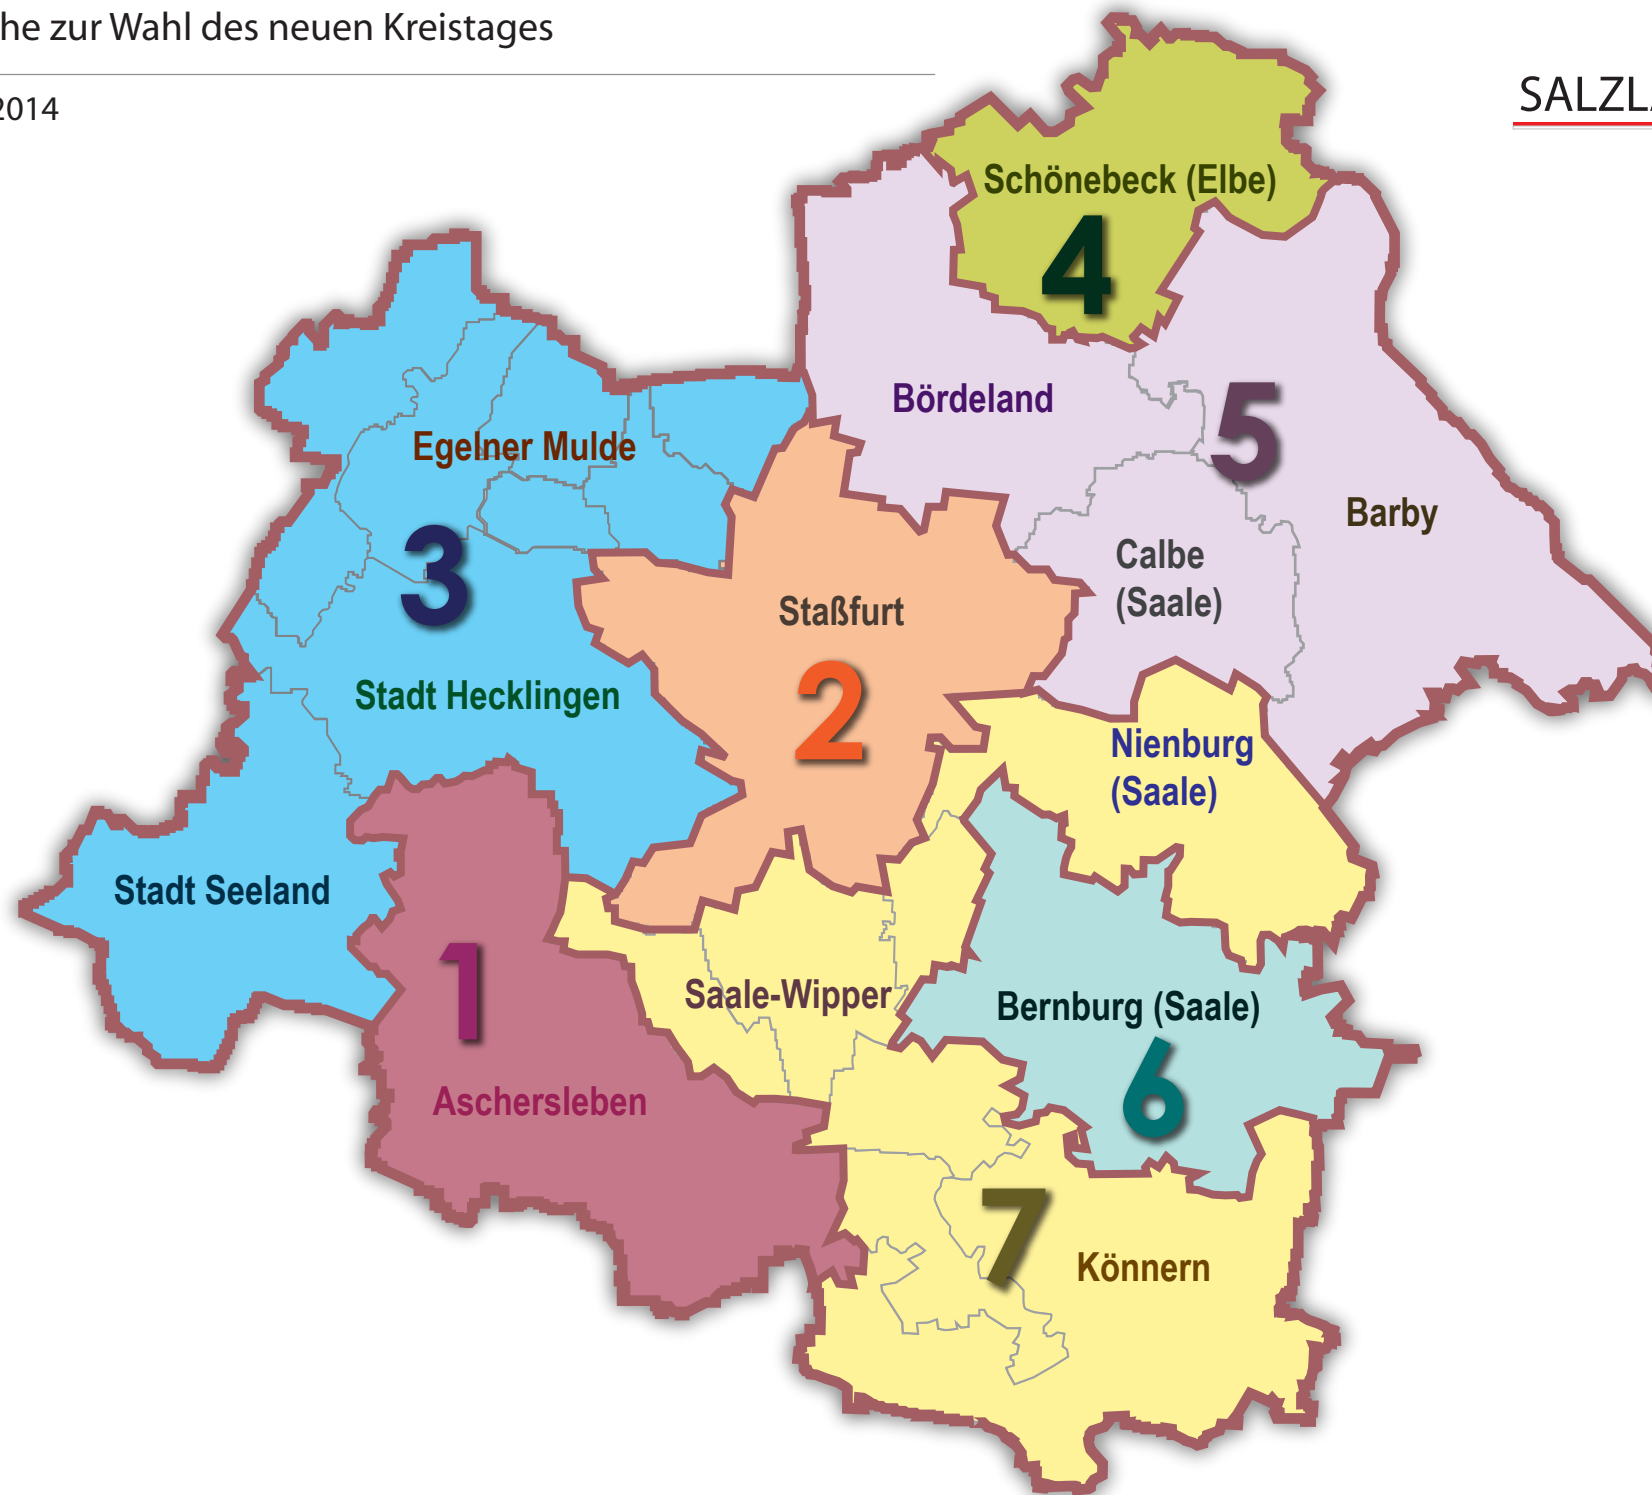 he zur Wahl des neuen Kreistages
2014
SALZL
Schönebeck (Elbe)
4
Bördeland
5
Egelner Mulde
Barby
3
Calbe
(Saale)
Staßfurt
2
Stadt Hecklingen
Nienburg
(Saale)
Stadt Seeland
1
Saale-Wipper
Bernburg (Saale)
6
Aschersleben
7
Könnern